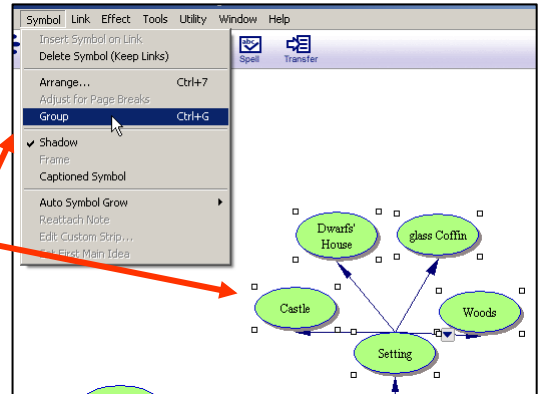 Symbol Link Effect Tools Utility Window Help
Insert Symbol on Link
Delete Symbol (Keep Links)
Spell
Transfer
Arrange... Ctrl+7
Adjust for Page Breaks
Group Ctrl+G
Shadow
Frame
Captioned Symbol
Auto Symbol Grow
Reattach Note
Edit Custom Strip...
Set First Main Idea
Dwarfs'
House
glass Coffin
Castle
Woods
Setting